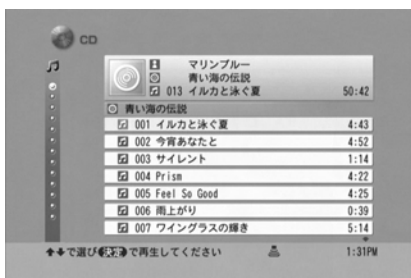 CD
マリンブルー
青い海の伝説
013 イルカと泳ぐ夏 50:42
青い海の伝説
001 イルカと泳ぐ夏 4:43
002 今宵あなたと 4:52
003 サイレント 1:14
004 Prism 4:22
005 Feel So Good 4:25
006 雨上がり 0:39
007 ワイングラスの輝き 5:14
で選び 決定 で再生してください 1:31PM